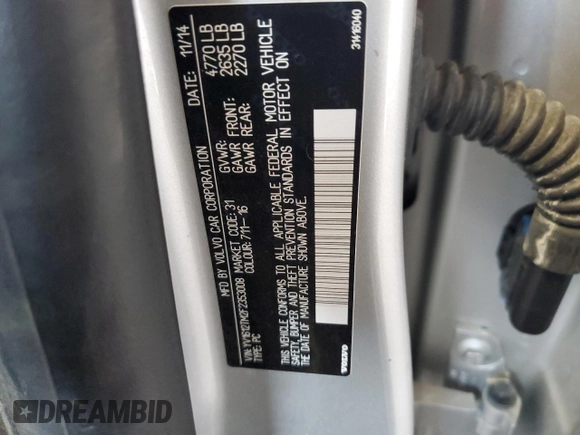 MFD BY VOLVO CAR CORPORATION DATE: 11/14
GVWR: 4770 LB
GAWR FRONT: 2635 LB
GAWR REAR: 2270 LB
VIN: YV1612TM2F2353008 MARKET CODE: 31
TYPE: PC COLOUR: 711-16
THIS VEHICLE CONFORMS TO ALL APPLICABLE FEDERAL MOTOR VEHICLE
SAFETY, BUMPER AND THEFT PREVENTION STANDARDS IN EFFECT ON
THE DATE OF MANUFACTURE SHOWN ABOVE.
VOLVO 31416040
DREAMBID